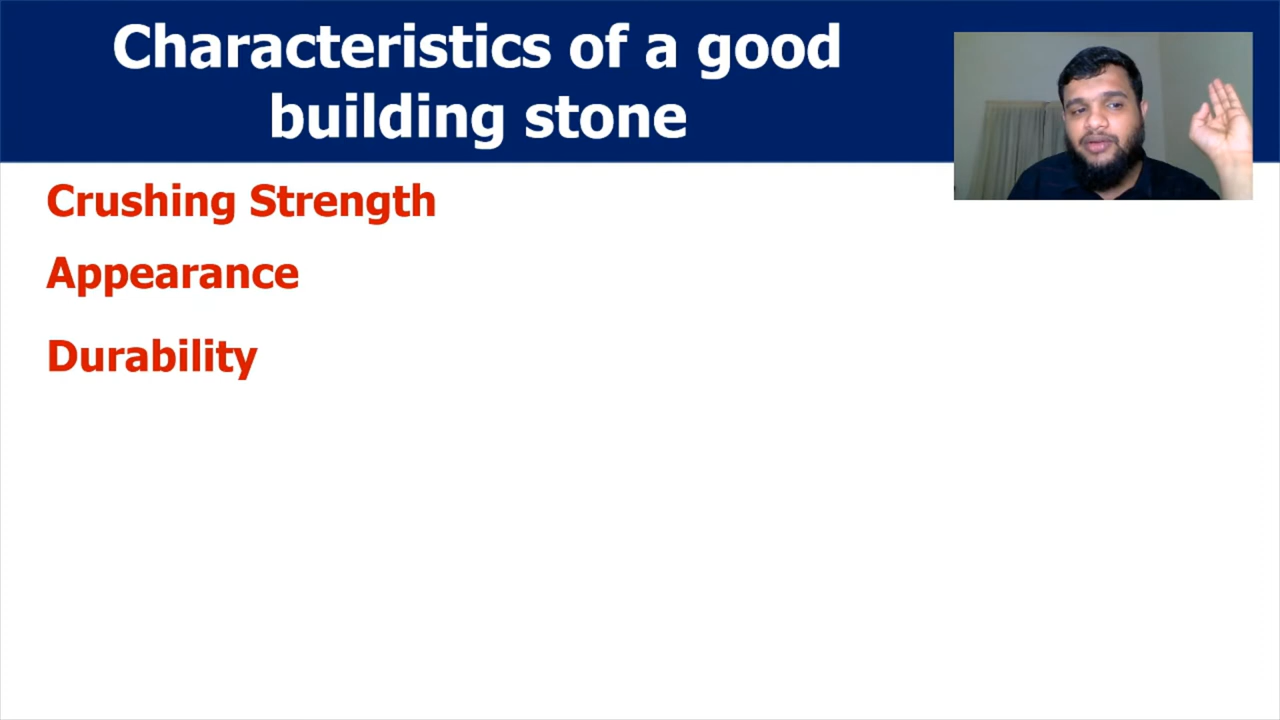 Characteristics of a good
building stone
Crushing Strength
Appearance
Durability